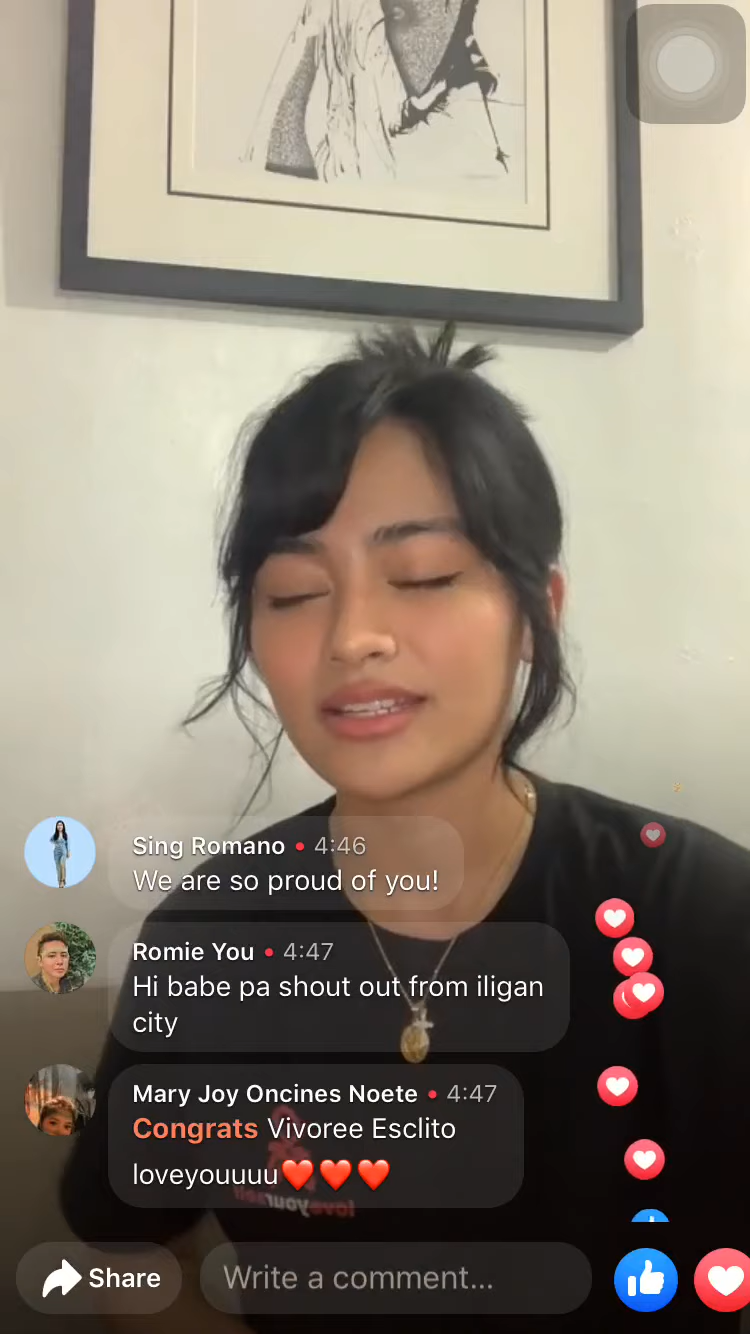 Sing Romano • 4:46
We are so proud of you!
Romie You • 4:47
Hi babe pa shout out from iligan
city
Mary Joy Oncines Noete • 4:47
Congrats Vivoree Esclito
loveyouuuu❤️❤️❤️
loveyourself
Share
Write a comment...